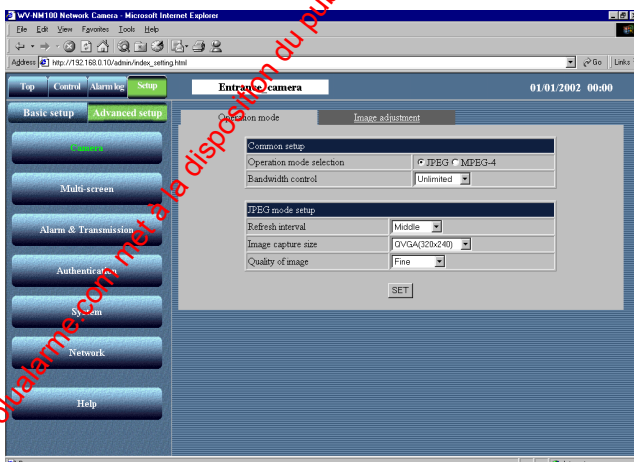 WV-NM100 Network Camera - Microsoft Internet Explorer
File Edit View Favorites Tools Help
Address http://192.168.0.10/admin/index_setting.html Go Links
Top Control Alarm log Setup Entrance_camera 01/01/2002 00:00
Basic setup Advanced setup
Operation mode Image adjustment
Camera
Common setup
Operation mode selection JPEG MPEG-4
Bandwidth control Unlimited
Multi-screen
JPEG mode setup
Alarm & Transmission
Refresh interval Middle
Image capture size QVGA(320x240)
Quality of image Fine
Authentication
SET
System
Network
Help
olualarme.com met à la disposition du pub